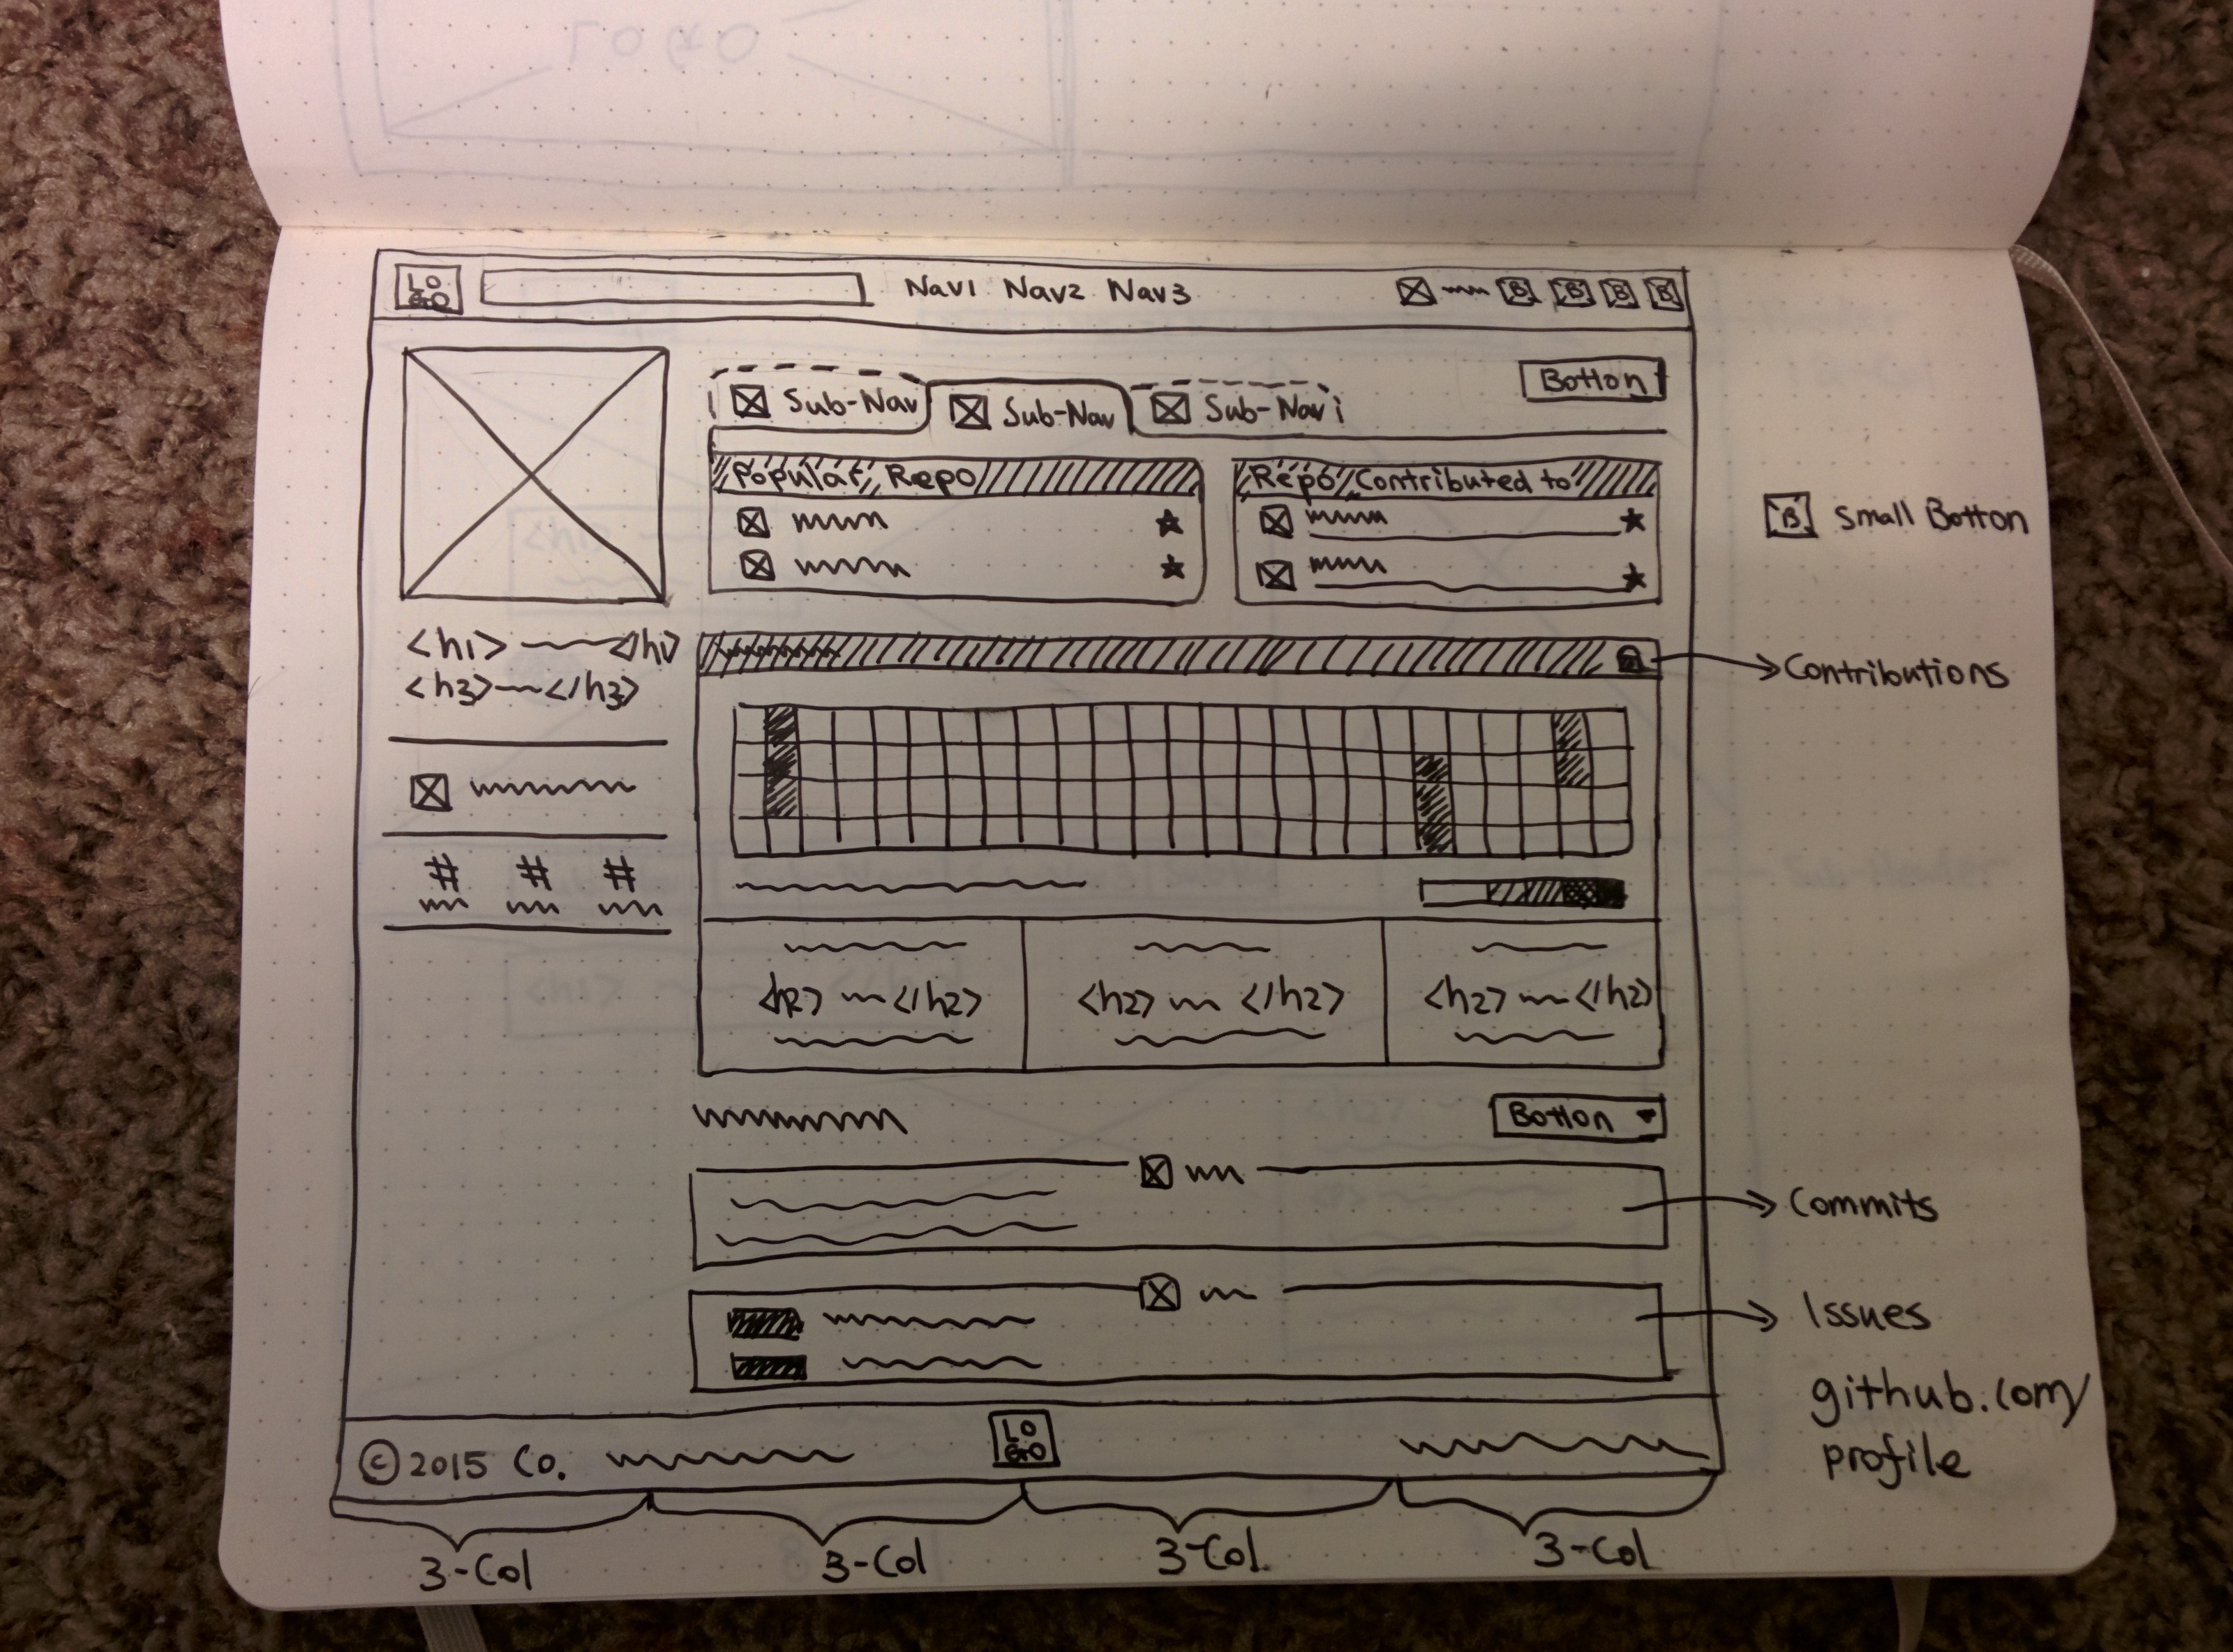 LOGO
LO
GO
Nav1 Nav2 Nav3
B B B B
Botton
Sub-Nav
Sub-Nav
Sub-Nav
Popular Repo
Repo Contributed to
B Small Botton
<h1> </h1>
<h3> </h3>
Contributions
# # #
<h2> </h2>
<h2> </h2>
<h2> </h2>
Botton
Commits
Issues
github.com/
profile
© 2015 Co.
LO
GO
3-Col
3-Col
3-Col
3-Col